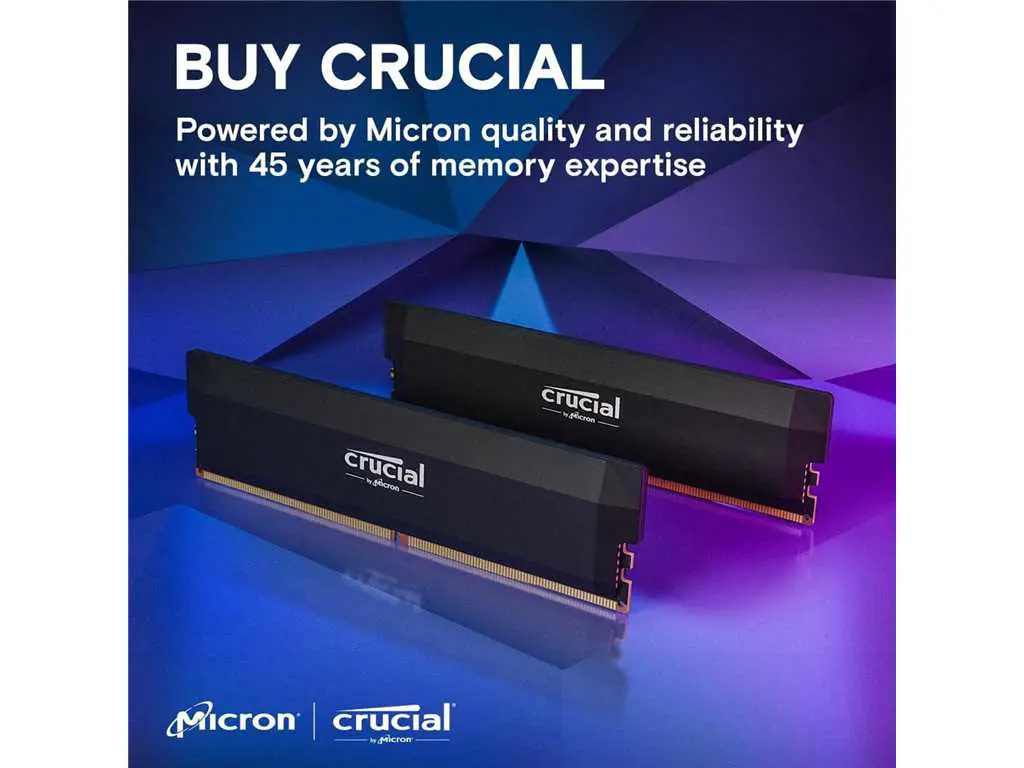 BUY CRUCIAL
Powered by Micron quality and reliability
with 45 years of memory expertise
crucial
by Micron
crucial
by Micron
Micron® | crucial®
by Micron®